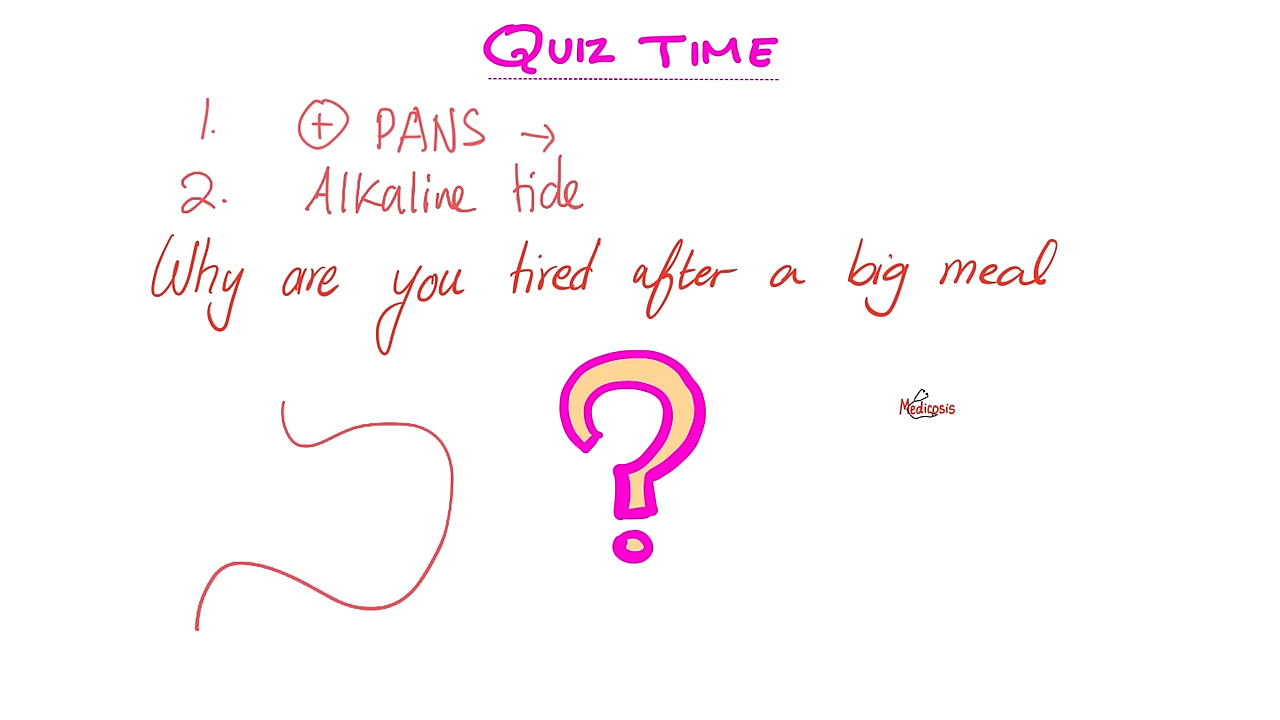 QUIZ TIME
1. + PANS →
2. Alkaline tide
Why are you tired after a big meal
?
Medicosis